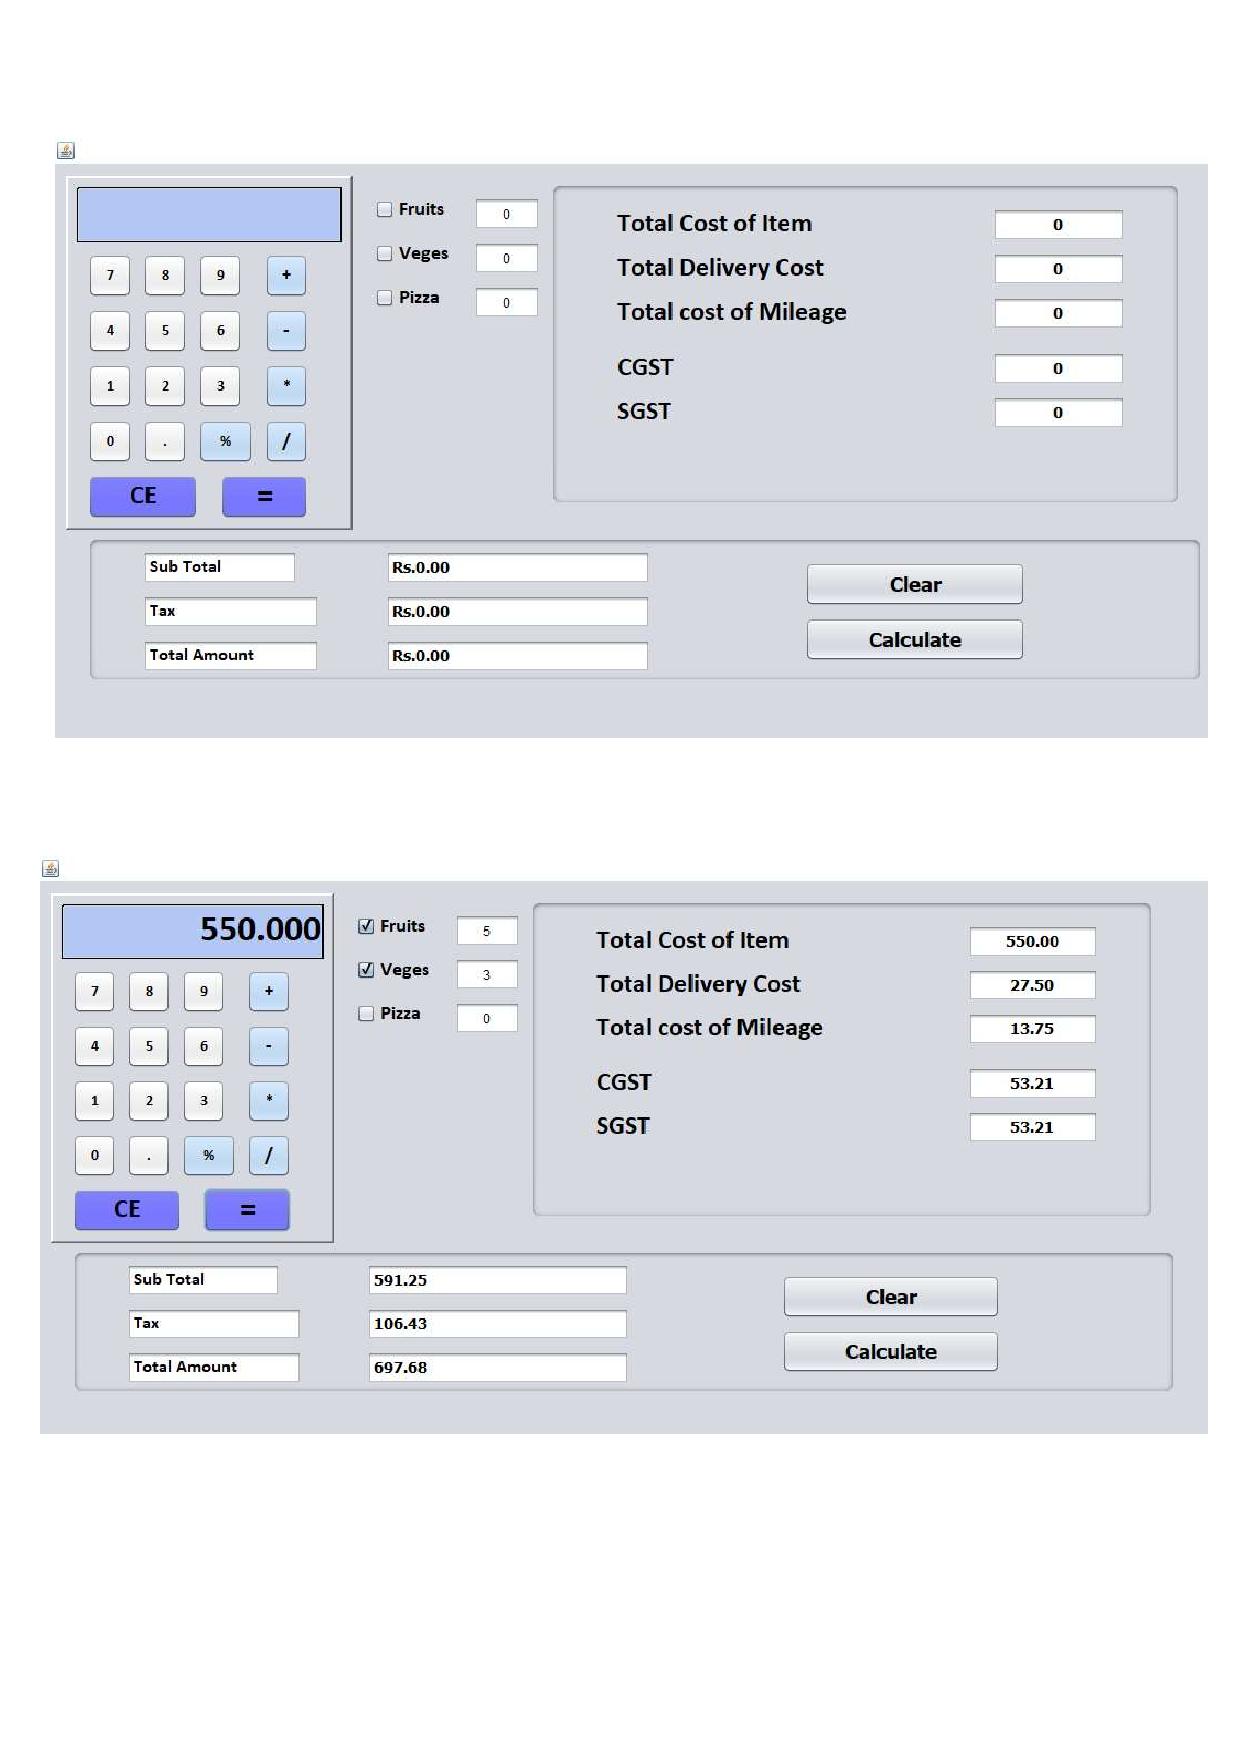 Fruits 0
Veges 0
Pizza 0
7 8 9 +
4 5 6 -
1 2 3 *
0 . % /
CE =
Total Cost of Item 0
Total Delivery Cost 0
Total cost of Mileage 0
CGST 0
SGST 0
Sub Total Rs.0.00
Tax Rs.0.00
Total Amount Rs.0.00
Clear
Calculate
550.000
7 8 9 +
4 5 6 -
1 2 3 *
0 . % /
CE =
Fruits 5
Veges 3
Pizza 0
Total Cost of Item 550.00
Total Delivery Cost 27.50
Total cost of Mileage 13.75
CGST 53.21
SGST 53.21
Sub Total 591.25
Tax 106.43
Total Amount 697.68
Clear
Calculate